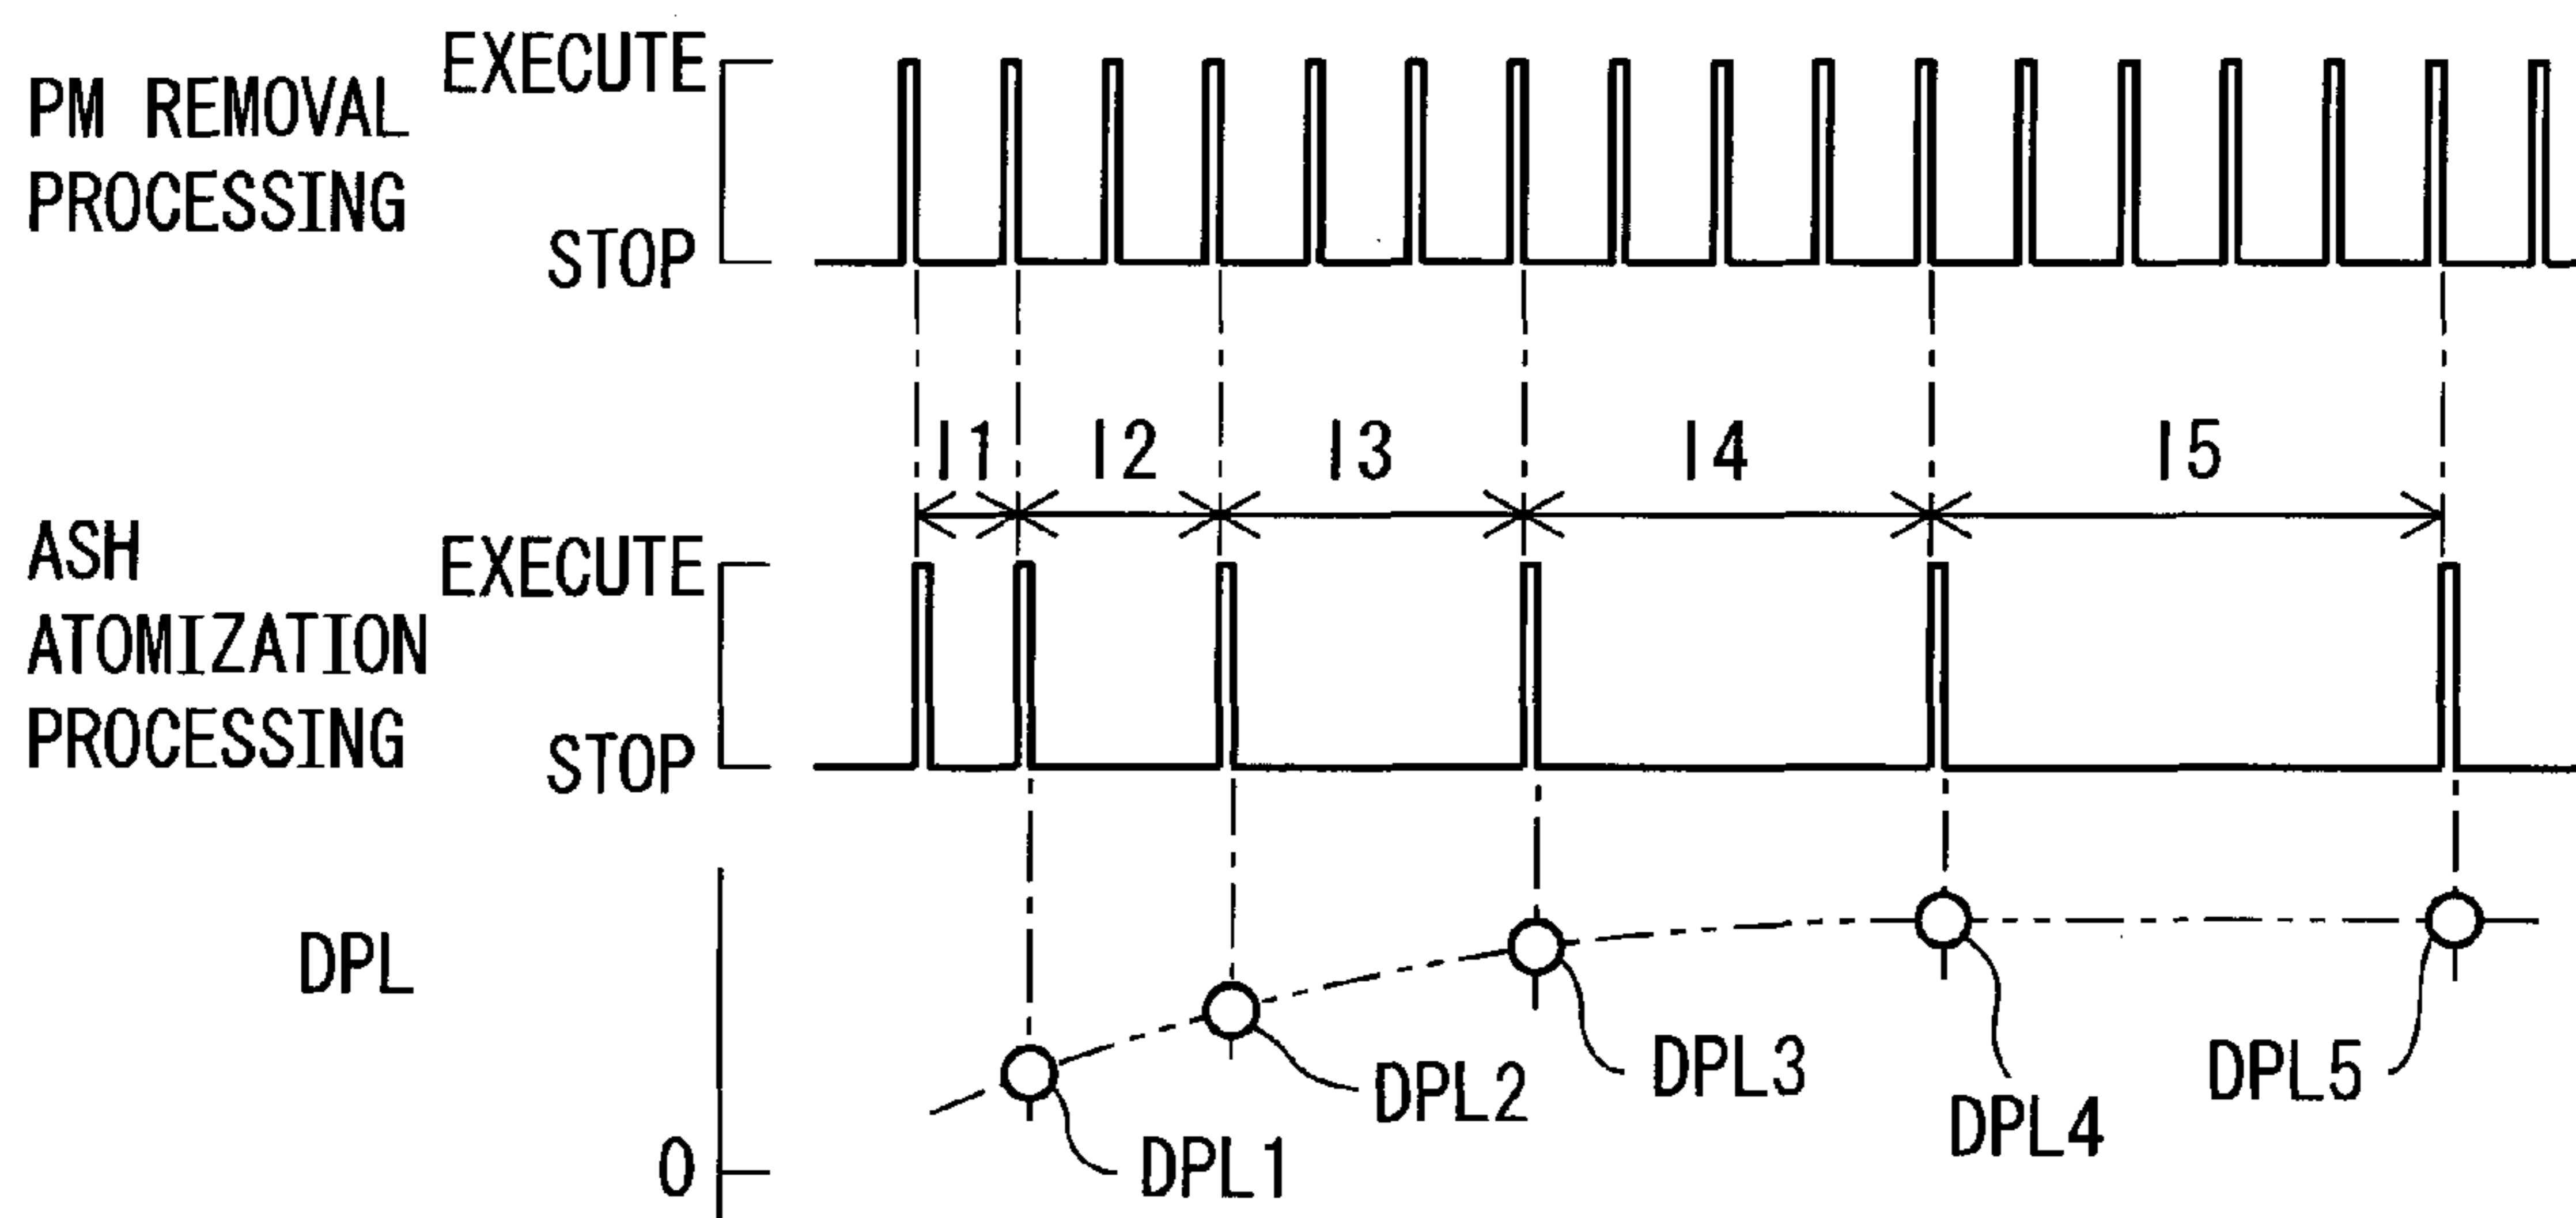 PM REMOVAL
PROCESSING
EXECUTE
STOP
I1
I2
I3
I4
I5
ASH
ATOMIZATION
PROCESSING
EXECUTE
STOP
DPL
0
DPL1
DPL2
DPL3
DPL4
DPL5